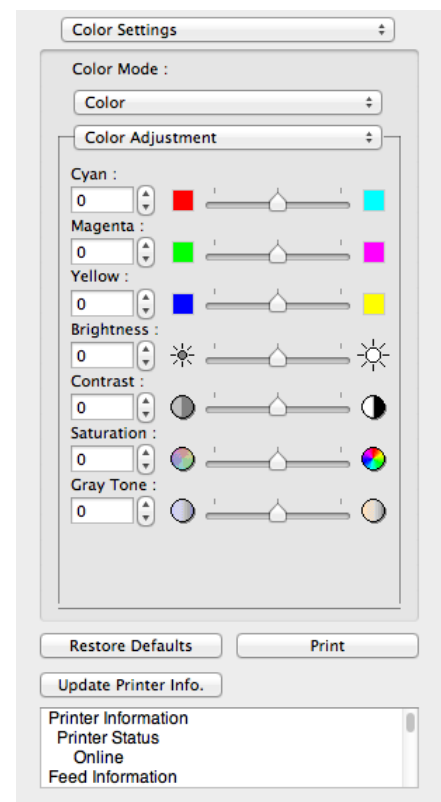 Color Settings
Color Mode :
Color
Color Adjustment
Cyan :
0
Magenta :
0
Yellow :
0
Brightness :
0
Contrast :
0
Saturation :
0
Gray Tone :
0
Restore Defaults
Print
Update Printer Info.
Printer Information
Printer Status
Online
Feed Information